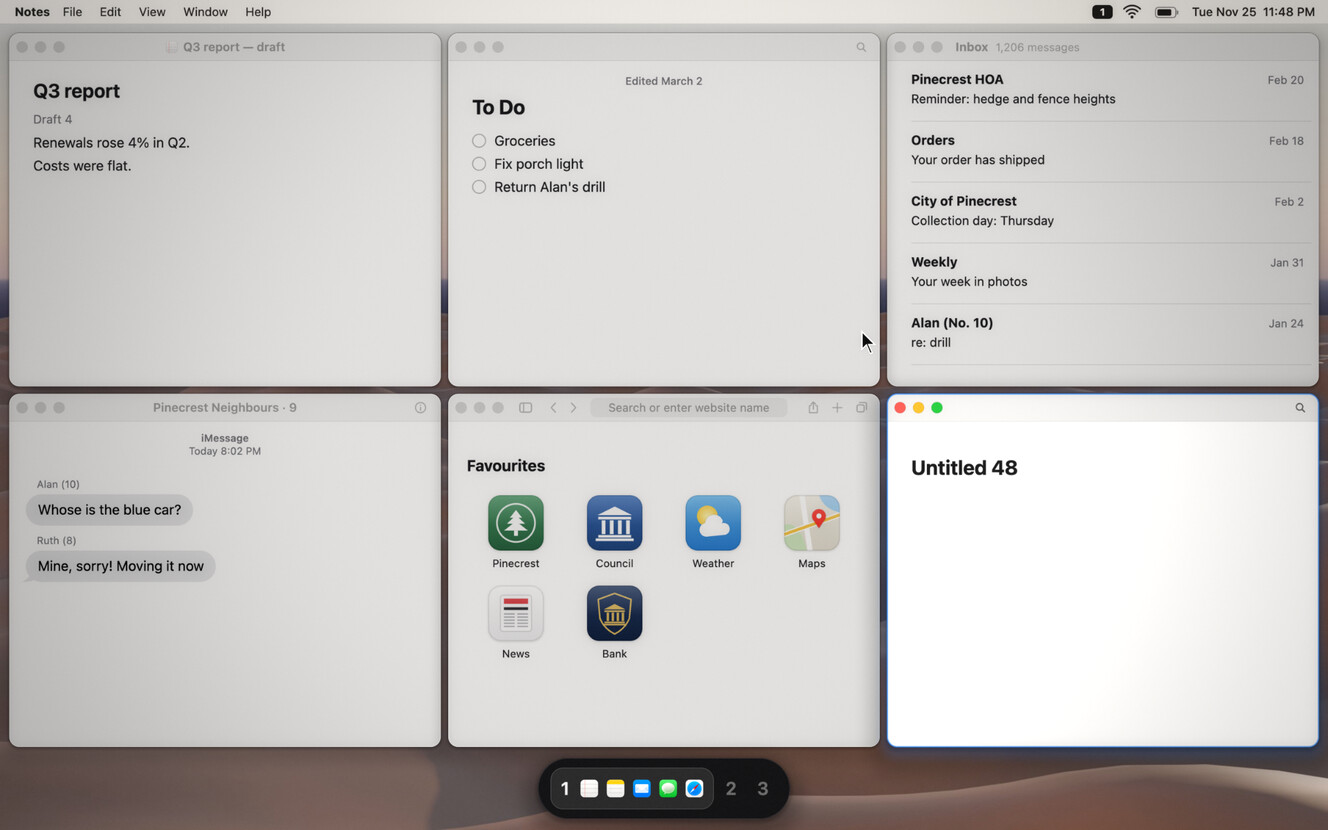 Notes File Edit View Window Help
1 Tue Nov 25 11:48 PM
Q3 report — draft
Q3 report
Draft 4
Renewals rose 4% in Q2.
Costs were flat.
Edited March 2
To Do
Groceries
Fix porch light
Return Alan's drill
Inbox 1,206 messages
Pinecrest HOA Feb 20
Reminder: hedge and fence heights
Orders Feb 18
Your order has shipped
City of Pinecrest Feb 2
Collection day: Thursday
Weekly Jan 31
Your week in photos
Alan (No. 10) Jan 24
re: drill
Pinecrest Neighbours · 9
iMessage
Today 8:02 PM
Alan (10)
Whose is the blue car?
Ruth (8)
Mine, sorry! Moving it now
Search or enter website name
Favourites
Pinecrest Council Weather Maps
News Bank
Untitled 48
1 2 3